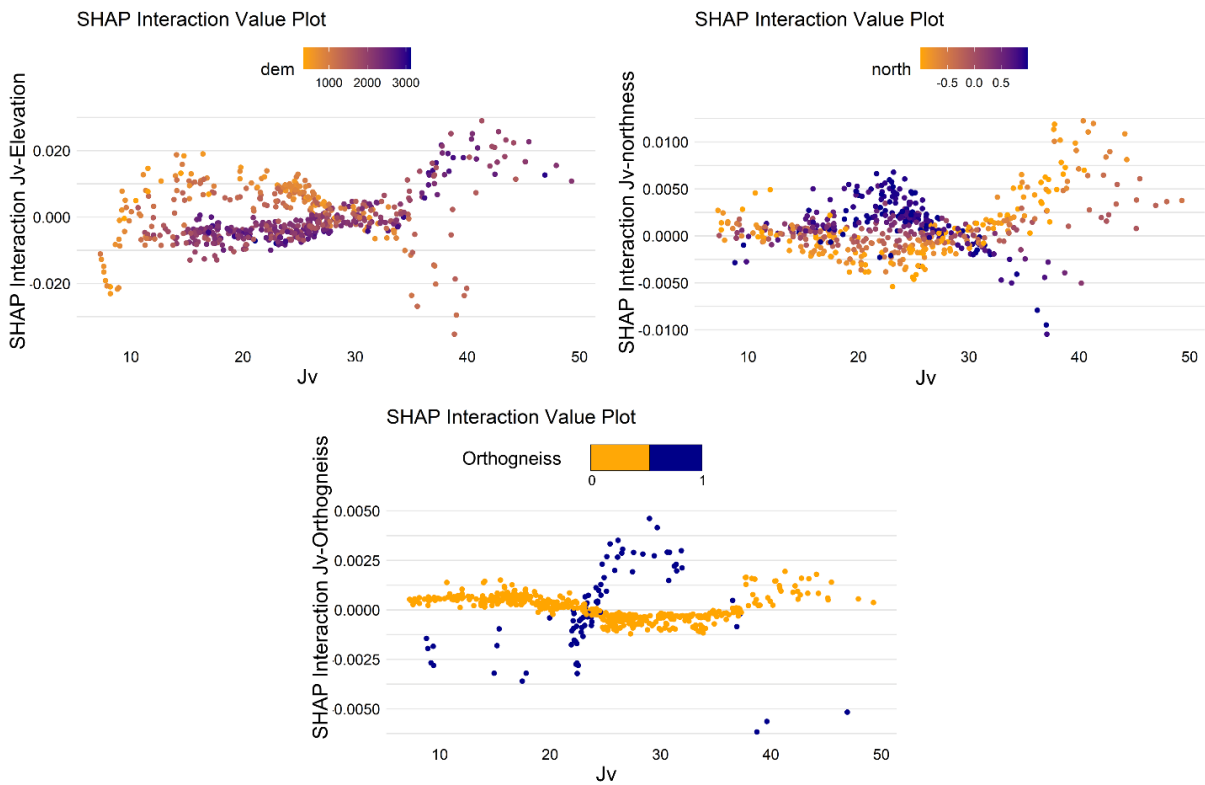 SHAP Interaction Value Plot
dem
1000 2000 3000
SHAP Interaction Jv-Elevation
0.020
0.000
-0.020
10 20 30 40 50
Jv
SHAP Interaction Value Plot
north
-0.5 0.0 0.5
SHAP Interaction Jv-northness
0.0100
0.0050
0.0000
-0.0050
-0.0100
10 20 30 40 50
Jv
SHAP Interaction Value Plot
Orthogneiss
0 1
SHAP Interaction Jv-Orthogneiss
0.0050
0.0025
0.0000
0.0025
0.0050
10 20 30 40 50
Jv